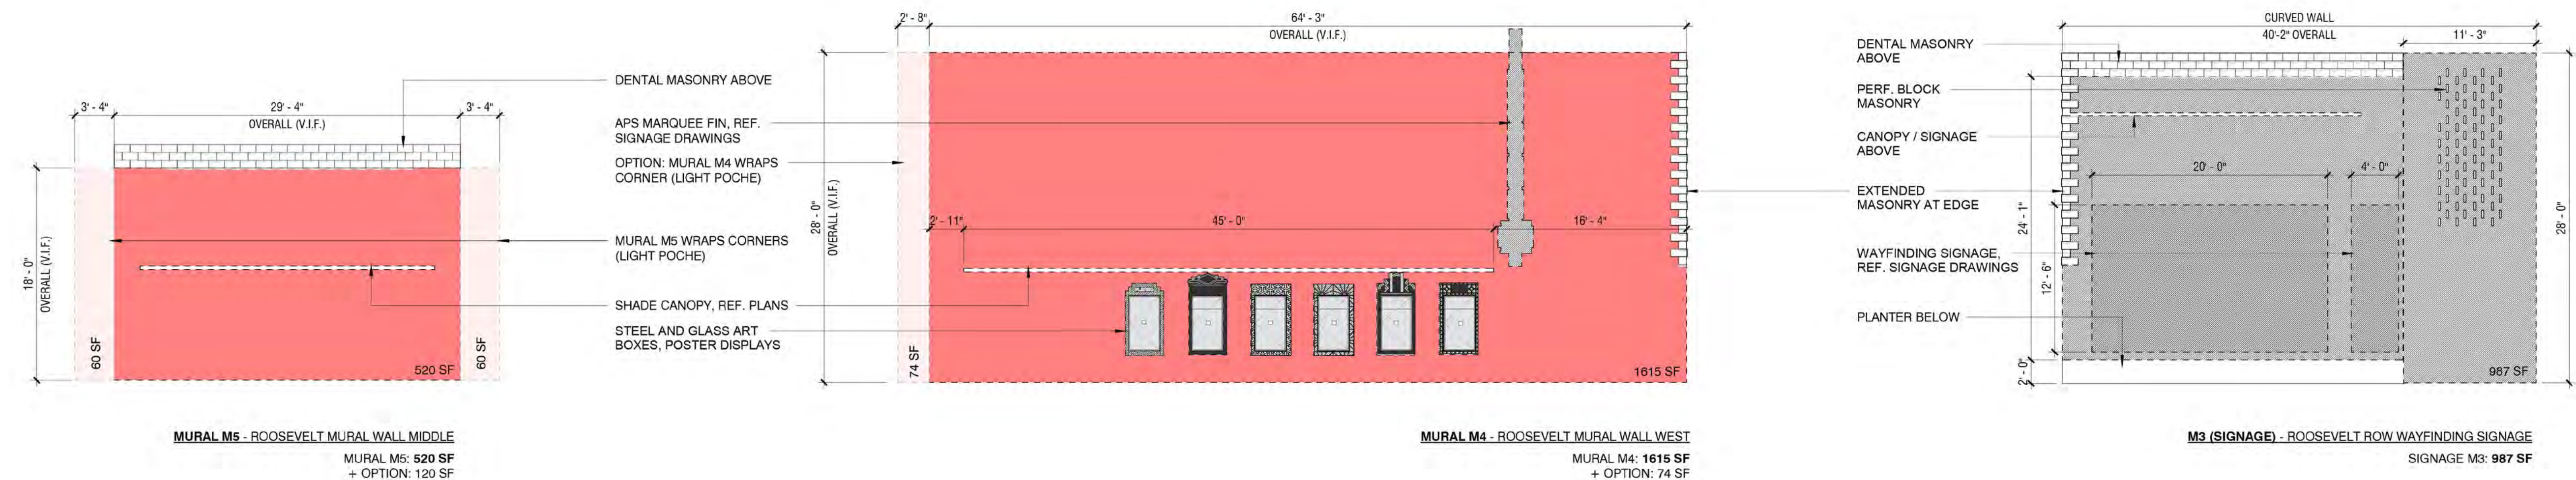 3' - 4"
29' - 4"
OVERALL (V.I.F.)
3' - 4"
18' - 0"
OVERALL (V.I.F.)
60 SF
520 SF
60 SF
MURAL M5 - ROOSEVELT MURAL WALL MIDDLE
MURAL M5: 520 SF
+ OPTION: 120 SF
DENTAL MASONRY ABOVE
APS MARQUEE FIN, REF.
SIGNAGE DRAWINGS
OPTION: MURAL M4 WRAPS
CORNER (LIGHT POCHE)
MURAL M5 WRAPS CORNERS
(LIGHT POCHE)
SHADE CANOPY, REF. PLANS
STEEL AND GLASS ART
BOXES, POSTER DISPLAYS
2' - 8"
64' - 3"
OVERALL (V.I.F.)
28' - 0"
OVERALL (V.I.F.)
2' - 11"
45' - 0"
16' - 4"
74 SF
1615 SF
MURAL M4 - ROOSEVELT MURAL WALL WEST
MURAL M4: 1615 SF
+ OPTION: 74 SF
DENTAL MASONRY
ABOVE
PERF. BLOCK
MASONRY
CANOPY / SIGNAGE
ABOVE
EXTENDED
MASONRY AT EDGE
WAYFINDING SIGNAGE,
REF. SIGNAGE DRAWINGS
PLANTER BELOW
CURVED WALL
40'-2" OVERALL
11' - 3"
20' - 0"
4' - 0"
24' - 1"
12' - 6"
2' - 0"
28' - 0"
987 SF
M3 (SIGNAGE) - ROOSEVELT ROW WAYFINDING SIGNAGE
SIGNAGE M3: 987 SF